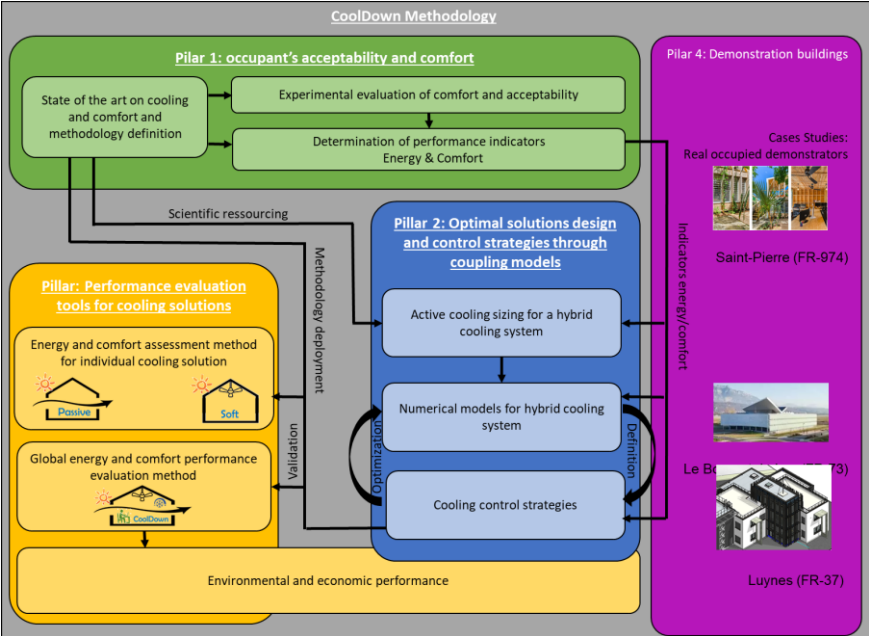 CoolDown Methodology
Pilar 1: occupant's acceptability and comfort
State of the art on cooling
and comfort and
methodology definition
Experimental evaluation of comfort and acceptability
Determination of performance indicators
Energy & Comfort
Scientific ressourcing
Methodology deployment
Valideption
Pillar 2: Optimal solutions design
and control strategies through
coupling models
Active cooling sizing for a hybrid
cooling system
Numerical models for hybrid cooling
system
Cooling control strategies
Optimization
Definition
Indicators energy/comfort
Pillar: Performance evaluation
tools for cooling solutions
Energy and comfort assessment method
for individual cooling solution
Passive
Soft
Global energy and comfort performance
evaluation method
CoolDown
Environmental and economic performance
Pilar 4: Demonstration buildings
Cases Studies:
Real occupied demonstrators
Saint-Pierre (FR-974)
Le
73)
Luynes (FR-37)